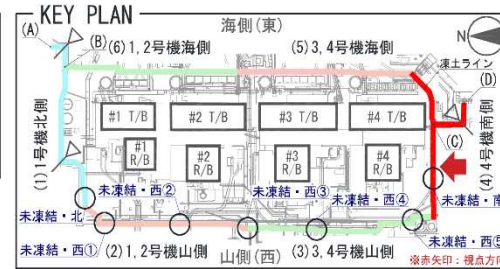 KEY PLAN
海側(東)
N
(A)
(B)
(6)1,2号機海側
(5)3,4号機海側
凍土ライン
(D)
#1 T/B
#2 T/B
#3 T/B
#4 T/B
(C)
(1)1号機北側
(4)4号機南側
#1
R/B
#2
R/B
#3
R/B
#4
R/B
未凍結・西②
未凍結・西③
未凍結・西④
未凍結・南
未凍結・北
未凍結・西①
(2)1,2号機山側
山側(西)
(3)3,4号機山側
未凍結・西⑤
※赤矢印:視点方向